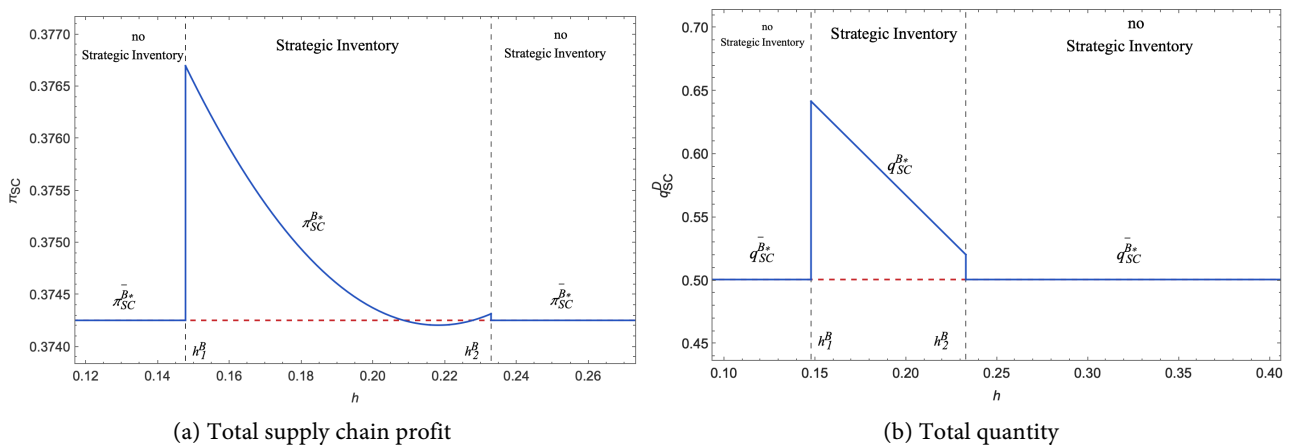 no
Strategic Inventory
Strategic Inventory
no
Strategic Inventory
0.3770
0.3765
0.3760
0.3755
0.3750
0.3745
0.3740
πSC
π_SC^B*
π_SC^B̄*
π_SC^B̄*
h_1^B
h_2^B
0.12
0.14
0.16
0.18
0.20
0.22
0.24
0.26
h
(a) Total supply chain profit
no
Strategic Inventory
Strategic Inventory
no
Strategic Inventory
0.70
0.65
0.60
0.55
0.50
0.45
q_SC^D
q_SC^B*
q_SC^B̄*
q_SC^B̄*
h_1^B
h_2^B
0.10
0.15
0.20
0.25
0.30
0.35
0.40
h
(b) Total quantity